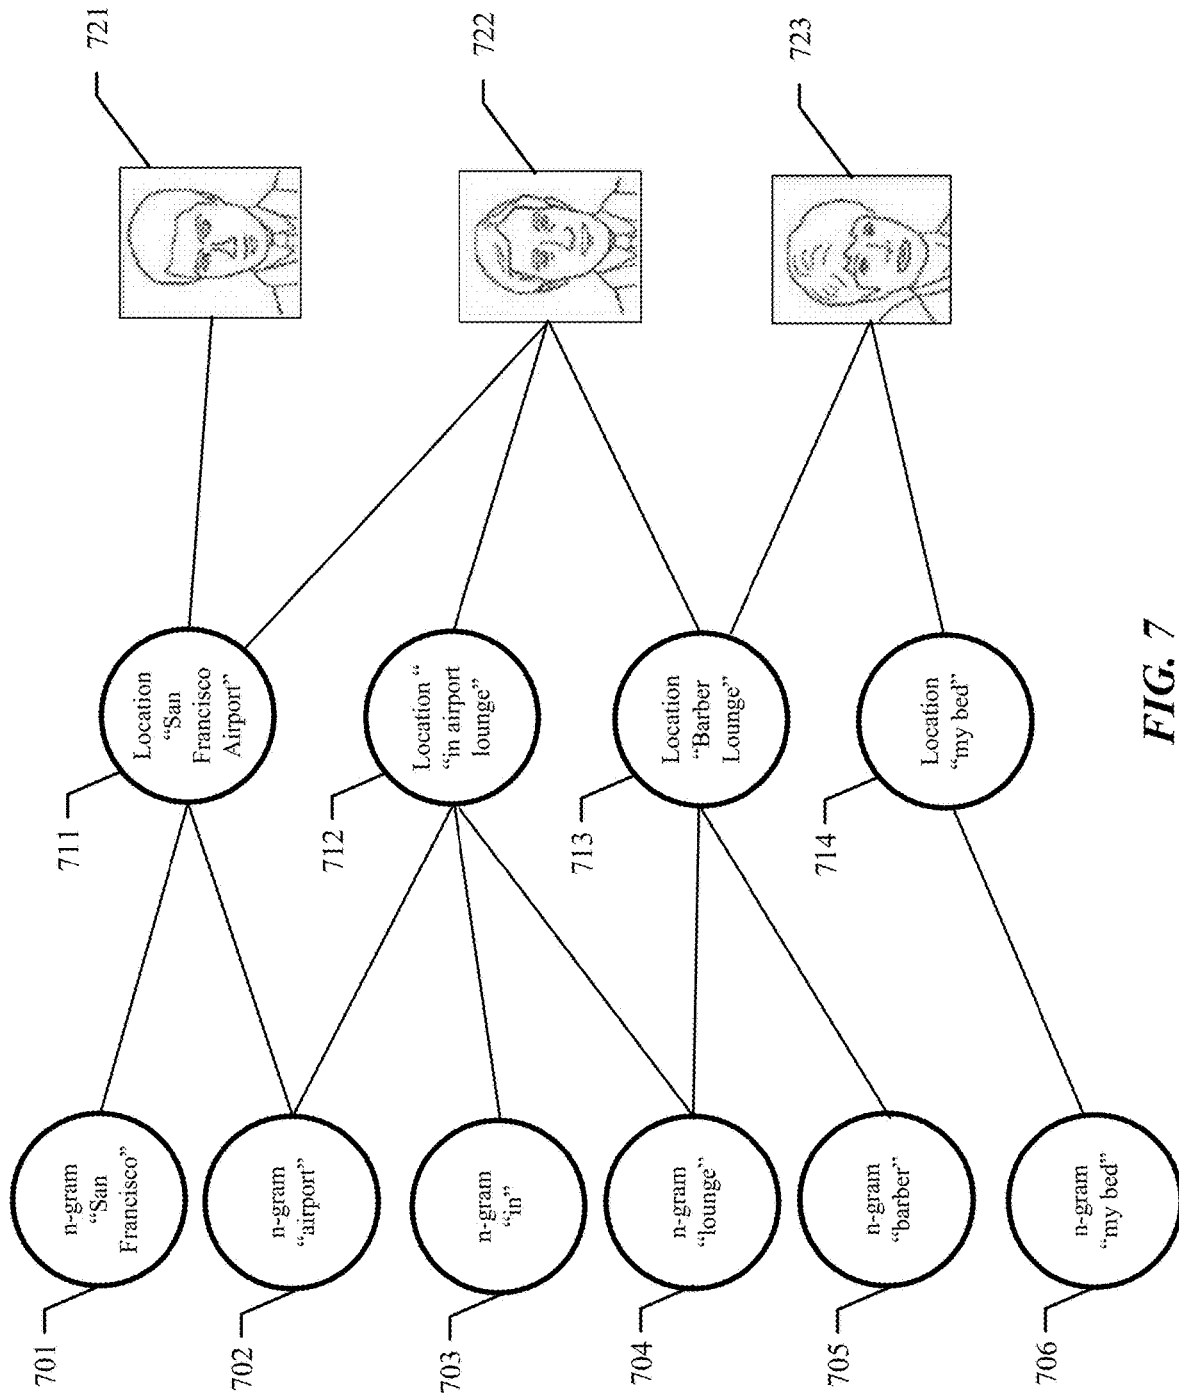 701
n-gram
“San
Francisco”
702
n-gram
“airport”
703
n-gram
“in”
704
n-gram
“lounge”
705
n-gram
“barber”
706
n-gram
“my bed”
711
Location
“San
Francisco
Airport”
712
Location “
“in airport
lounge”
713
Location
“Barber
Lounge”
714
Location
“my bed”
721
722
723
FIG. 7